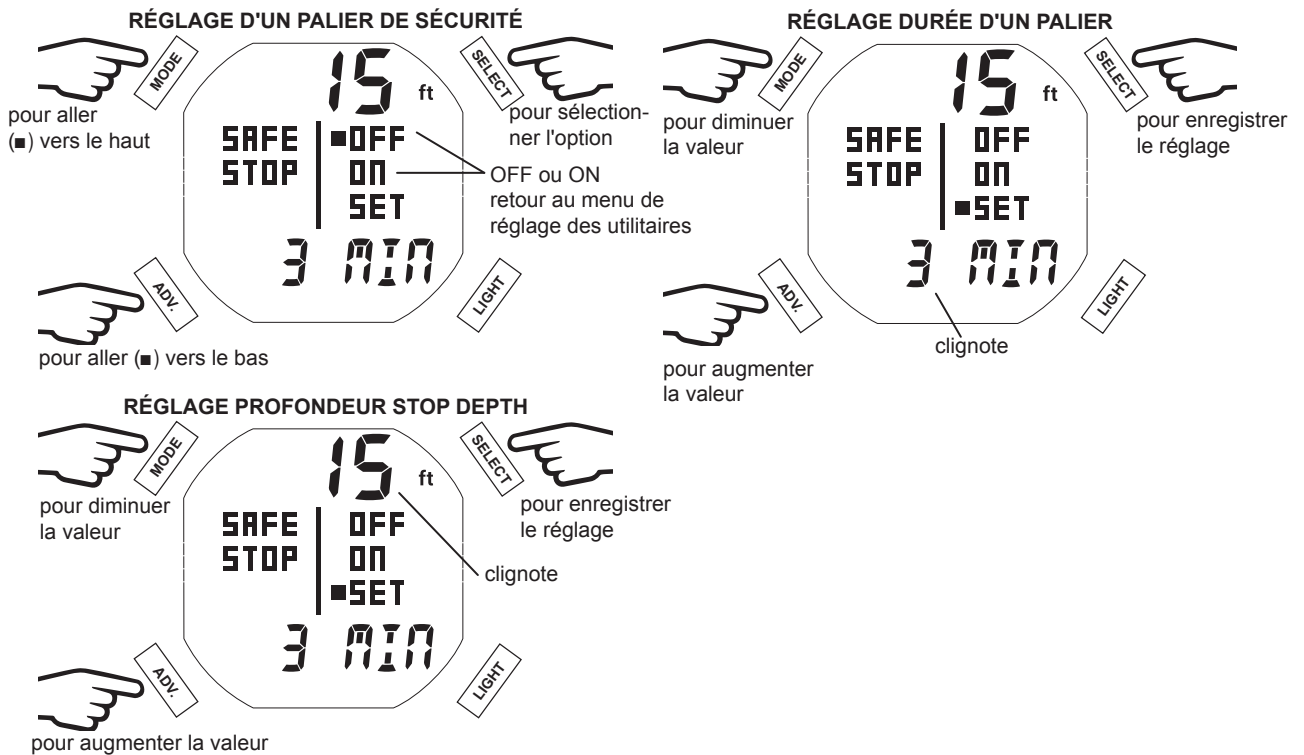 RÉGLAGE D'UN PALIER DE SÉCURITÉ
MODE
SELECT
15 ft
pour aller
(■) vers le haut
pour sélection-
ner l'option
SAFE ■OFF
STOP ON
SET
OFF ou ON
retour au menu de
réglage des utilitaires
3 MIN
ADV.
LIGHT
pour aller (■) vers le bas
RÉGLAGE DURÉE D'UN PALIER
MODE
SELECT
15 ft
pour diminuer
la valeur
pour enregistrer
le réglage
SAFE OFF
STOP ON
■SET
3 MIN
ADV.
LIGHT
clignote
pour augmenter
la valeur
RÉGLAGE PROFONDEUR STOP DEPTH
MODE
SELECT
15 ft
pour diminuer
la valeur
pour enregistrer
le réglage
SAFE OFF
STOP ON
■SET
clignote
3 MIN
ADV.
LIGHT
pour augmenter la valeur